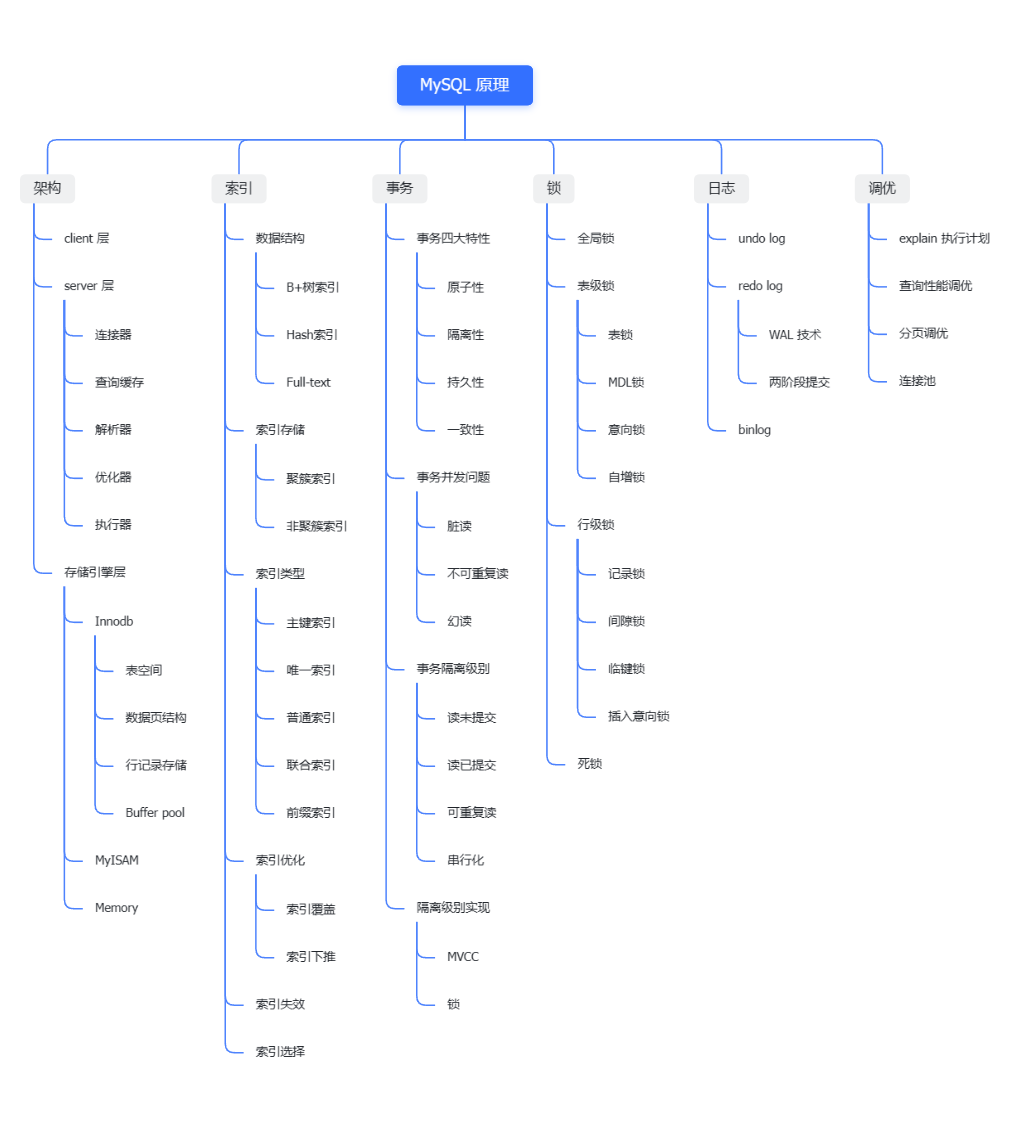 MySQL 原理
架构
client 层
server 层
连接器
查询缓存
解析器
优化器
执行器
存储引擎层
Innodb
表空间
数据页结构
行记录存储
Buffer pool
MyISAM
Memory
索引
数据结构
B+树索引
Hash索引
Full-text
索引存储
聚簇索引
非聚簇索引
索引类型
主键索引
唯一索引
普通索引
联合索引
前缀索引
索引优化
索引覆盖
索引下推
索引失效
索引选择
事务
事务四大特性
原子性
隔离性
持久性
一致性
事务并发问题
脏读
不可重复读
幻读
事务隔离级别
读未提交
读已提交
可重复读
串行化
隔离级别实现
MVCC
锁
锁
全局锁
表级锁
表锁
MDL锁
意向锁
自增锁
行级锁
记录锁
间隙锁
临键锁
插入意向锁
死锁
日志
undo log
redo log
WAL 技术
两阶段提交
binlog
调优
explain 执行计划
查询性能调优
分页调优
连接池